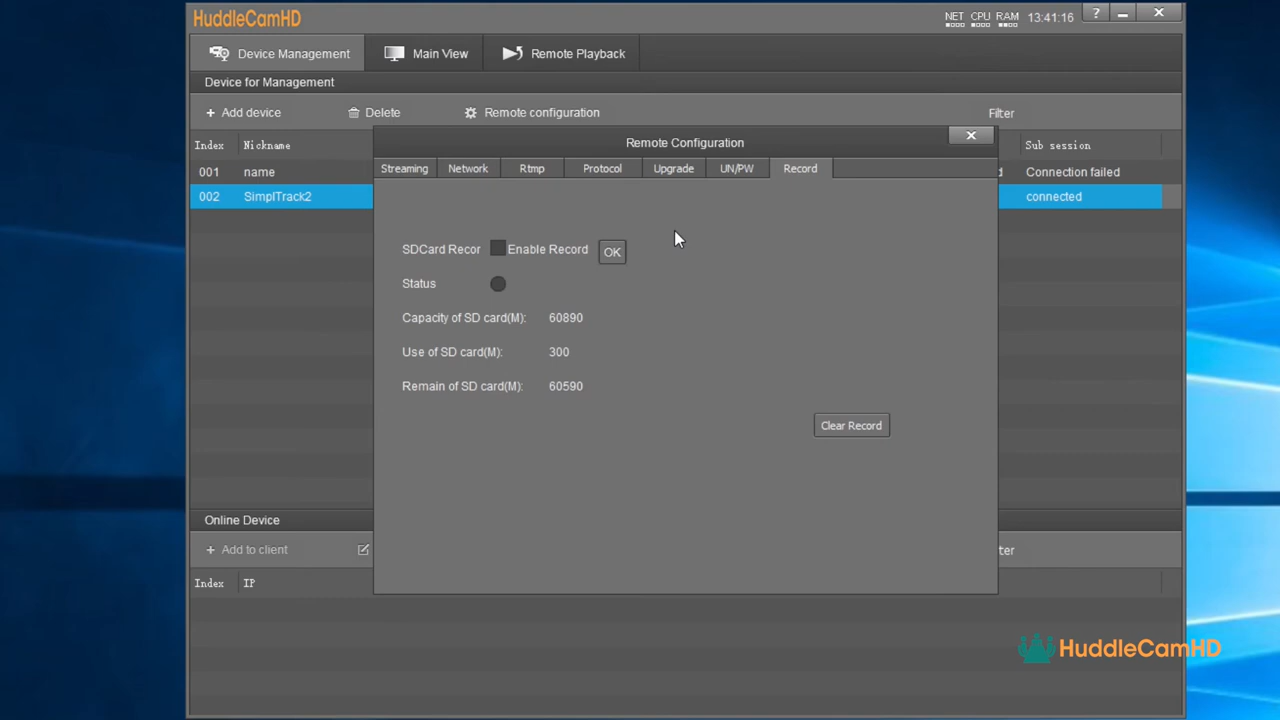 HuddleCamHD
NET CPU RAM 13:41:16 ?
Device Management Main View Remote Playback
Device for Management
+ Add device Delete Remote configuration Filter
Index Nickname Sub session
001 name d Connection failed
002 SimplTrack2 connected
Remote Configuration
Streaming Network Rtmp Protocol Upgrade UN/PW Record
SDCard Recor Enable Record OK
Status
Capacity of SD card(M): 60890
Use of SD card(M): 300
Remain of SD card(M): 60590
Clear Record
Online Device
+ Add to client ter
Index IP
HuddleCamHD